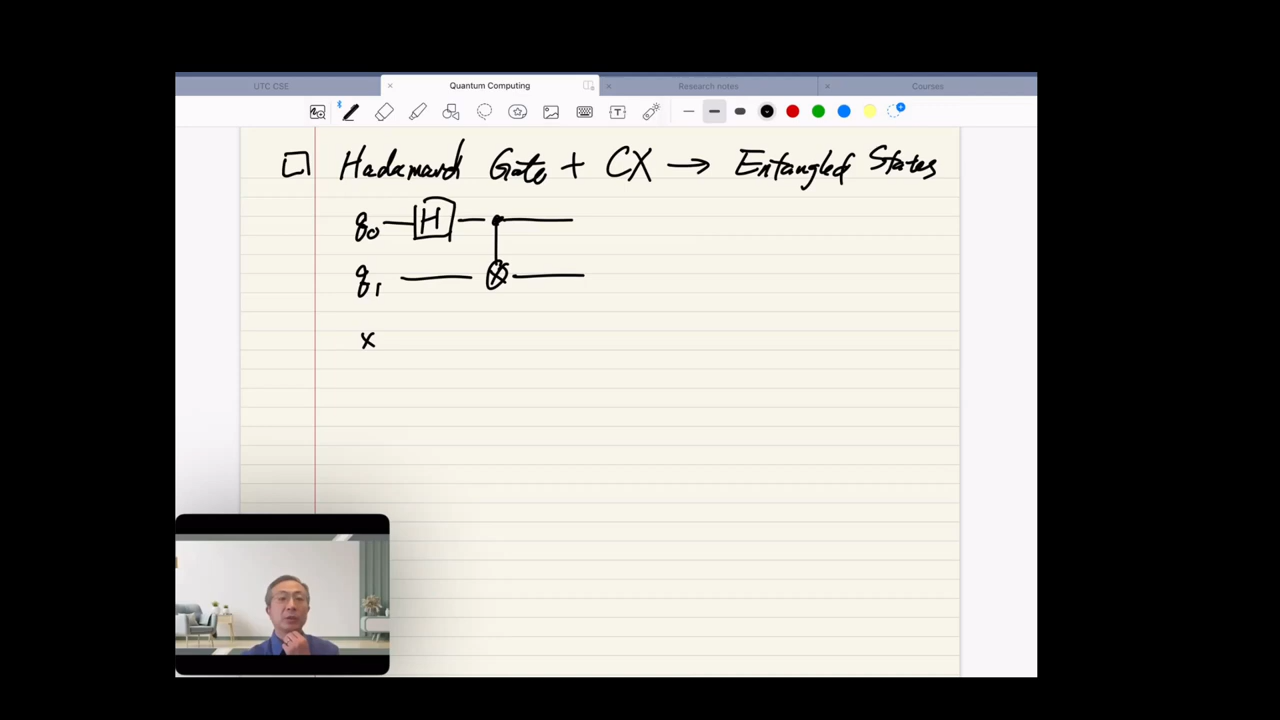 UTC CSE
Quantum Computing
Research notes
Courses
Hadamard Gate + CX → Entangled States
q0 H
q1
x